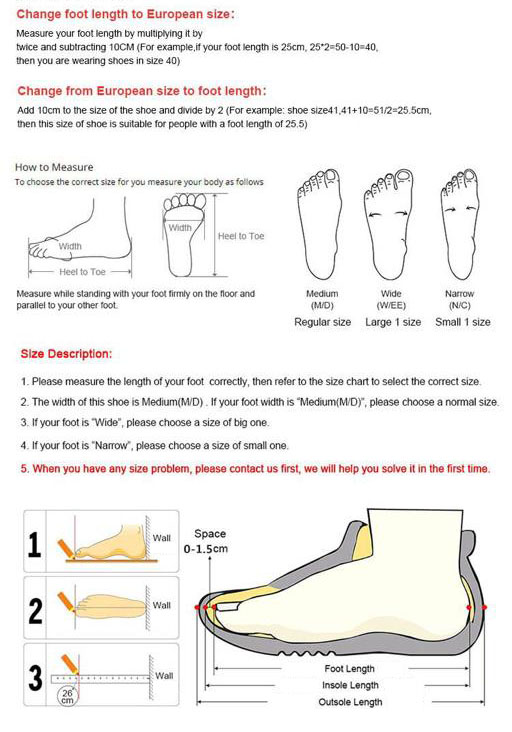 Change foot length to European size:
Measure your foot length by multiplying it by
twice and subtracting 10CM (For example,if your foot length is 25cm, 25*2=50-10=40,
then you are wearing shoes in size 40)
Change from European size to foot length:
Add 10cm to the size of the shoe and divide by 2 (For example: shoe size41,41+10=51/2=25.5cm,
then this size of shoe is suitable for people with a foot length of 25.5)
How to Measure
To choose the correct size for you measure your body as follows
Width
Heel to Toe
Width
Heel to Toe
Measure while standing with your foot firmly on the floor and
parallel to your other foot.
Medium
(M/D)
Regular size
Wide
(W/EE)
Large 1 size
Narrow
(N/C)
Small 1 size
Size Description:
1. Please measure the length of your foot correctly, then refer to the size chart to select the correct size.
2. The width of this shoe is Medium(M/D) . If your foot width is "Medium(M/D)", please choose a normal size.
3. If your foot is "Wide", please choose a size of big one.
4. If your foot is "Narrow", please choose a size of small one.
5. When you have any size problem, please contact us first, we will help you solve it in the first time.
1
Wall
2
Wall
3
Wall
26
cm
Space
0-1.5cm
Foot Length
Insole Length
Outsole Length